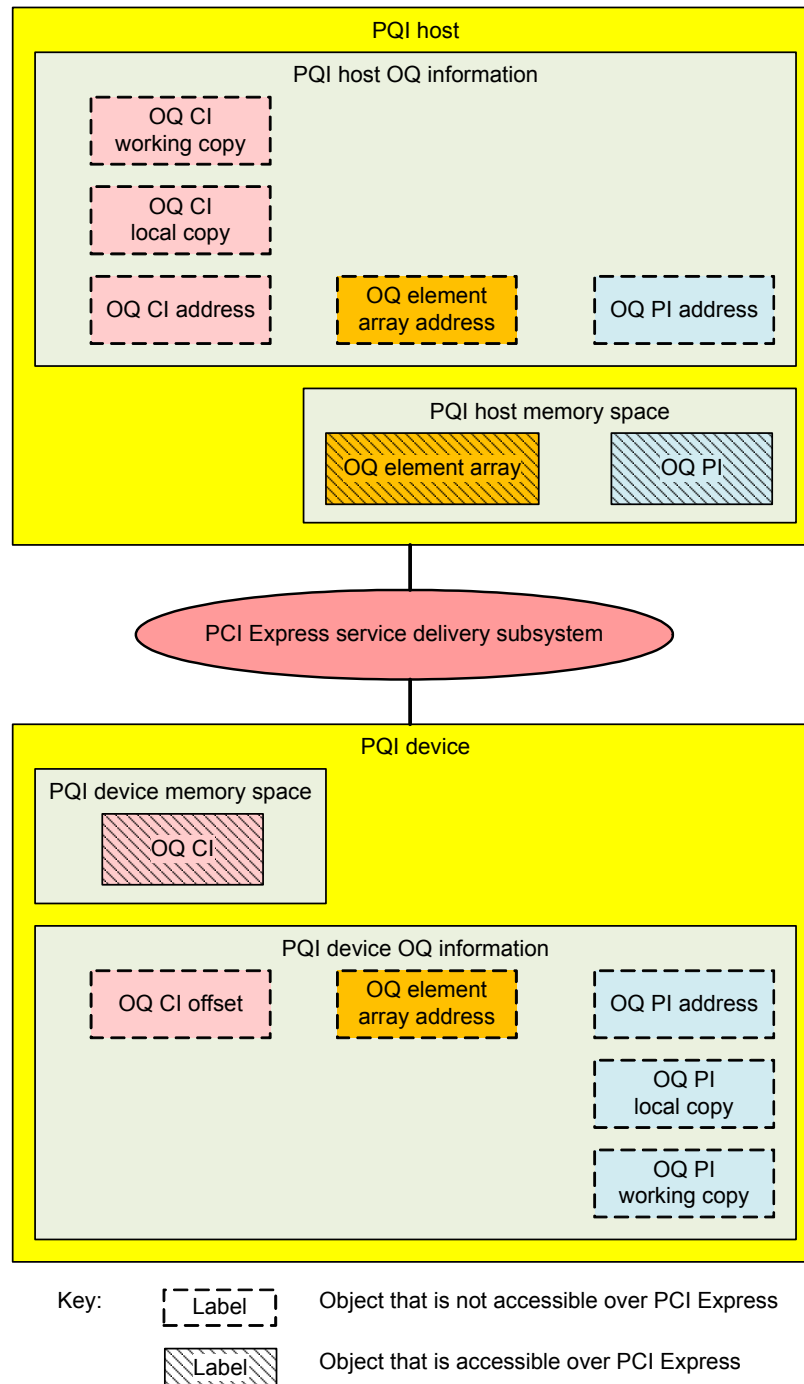 PQI host
PQI host OQ information
OQ CI
working copy
OQ CI
local copy
OQ CI address
OQ element
array address
OQ PI address
PQI host memory space
OQ element array
OQ PI
PCI Express service delivery subsystem
PQI device
PQI device memory space
OQ CI
PQI device OQ information
OQ CI offset
OQ element
array address
OQ PI address
OQ PI
local copy
OQ PI
working copy
Key:
Label
Object that is not accessible over PCI Express
Label
Object that is accessible over PCI Express